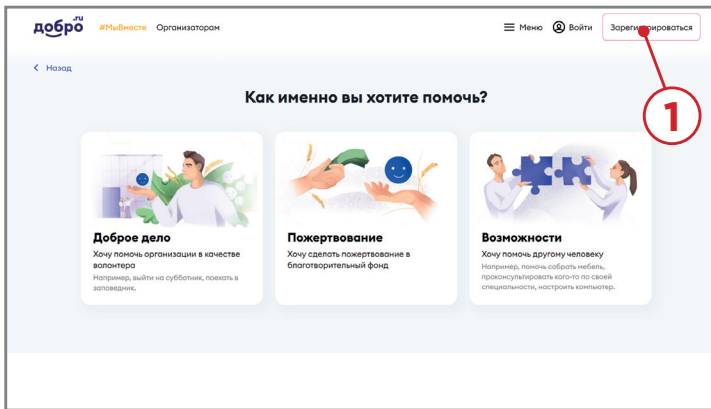 добро.ru
#МыВместе Организаторам
Меню Войти Зарегистрироваться
Назад
Как именно вы хотите помочь?
1
Доброе дело
Хочу помочь организации в качестве
волонтера
Например, выйти на субботник, поехать в
заповедник.
Пожертвование
Хочу сделать пожертвование в
благотворительный фонд
Возможности
Хочу помочь другому человеку
Например, помочь собрать мебель,
проконсультировать кого-то по своей
специальности, настроить компьютер.